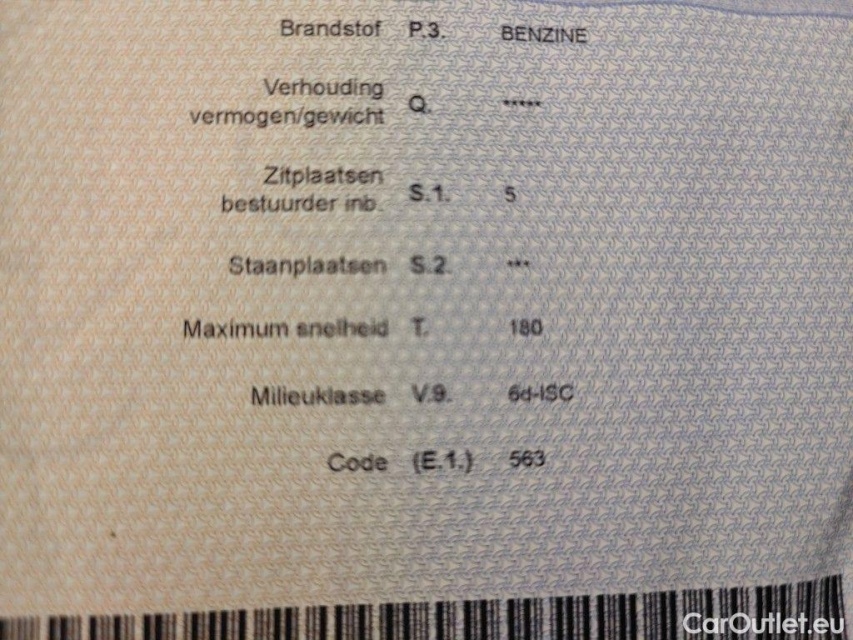 Brandstof P.3. BENZINE
Verhouding
vermogen/gewicht Q. *****
Zitplaatsen
bestuurder inb. S.1. 5
Staanplaatsen S.2. ***
Maximum snelheid T. 180
Milieuklasse V.9. 6d-ISC
Code (E.1.) 563
CarOutlet.eu